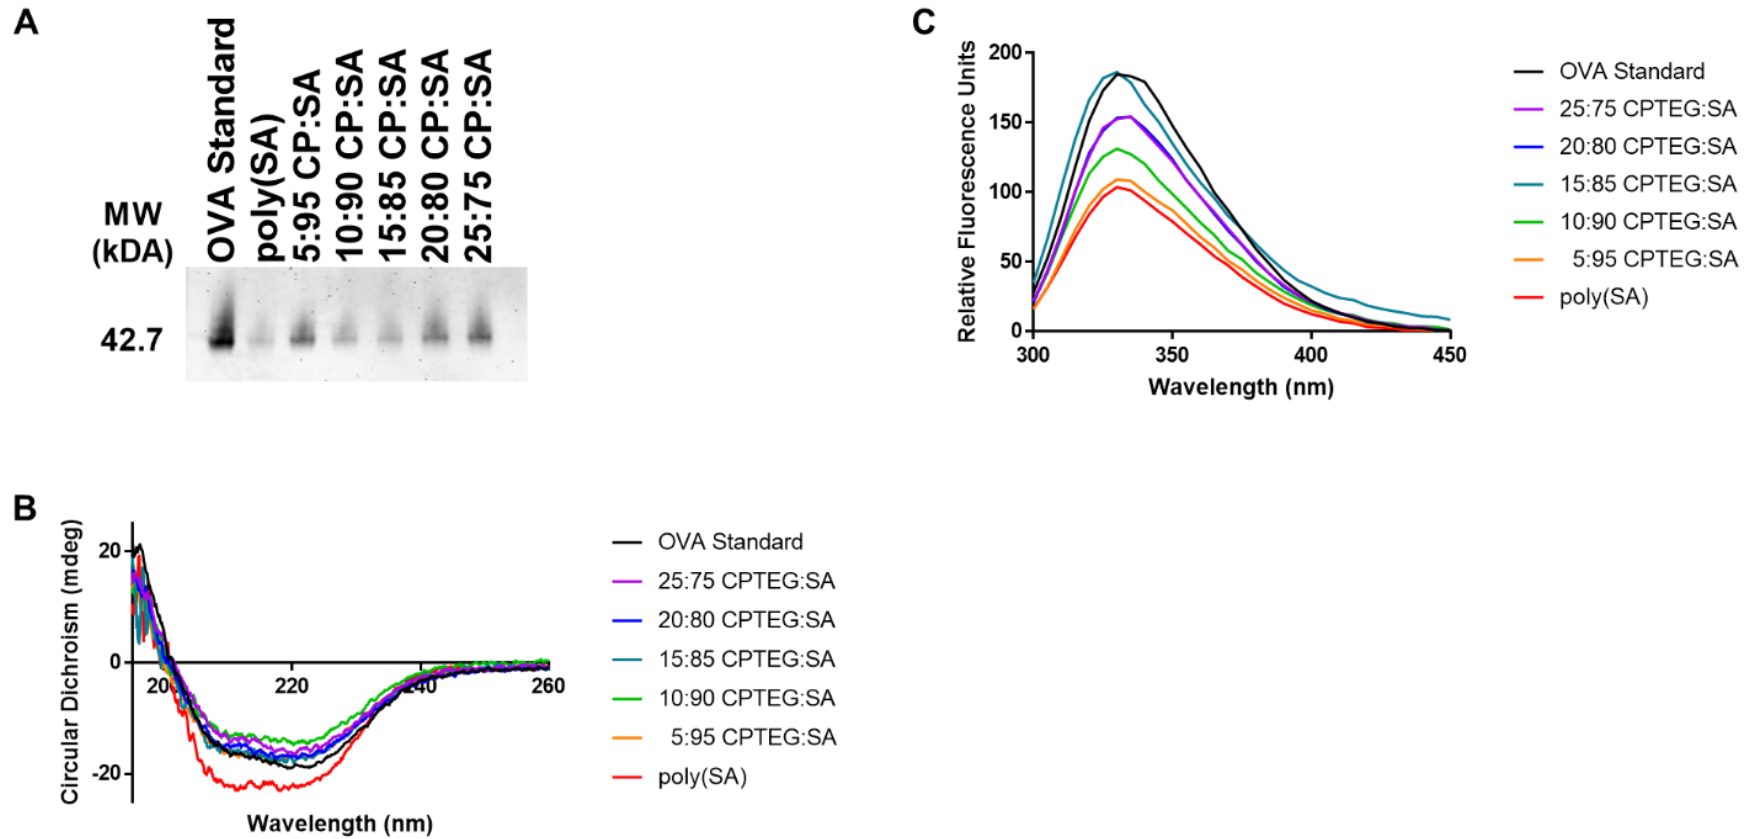 A
OVA Standard
poly(SA)
5:95 CP:SA
10:90 CP:SA
15:85 CP:SA
20:80 CP:SA
25:75 CP:SA
MW
(kDA)
42.7
B
Circular Dichroism (mdeg)
20
0
-20
200
220
240
260
Wavelength (nm)
OVA Standard
25:75 CPTEG:SA
20:80 CPTEG:SA
15:85 CPTEG:SA
10:90 CPTEG:SA
5:95 CPTEG:SA
poly(SA)
C
Relative Fluorescence Units
200
150
100
50
0
300
350
400
450
Wavelength (nm)
OVA Standard
25:75 CPTEG:SA
20:80 CPTEG:SA
15:85 CPTEG:SA
10:90 CPTEG:SA
5:95 CPTEG:SA
poly(SA)